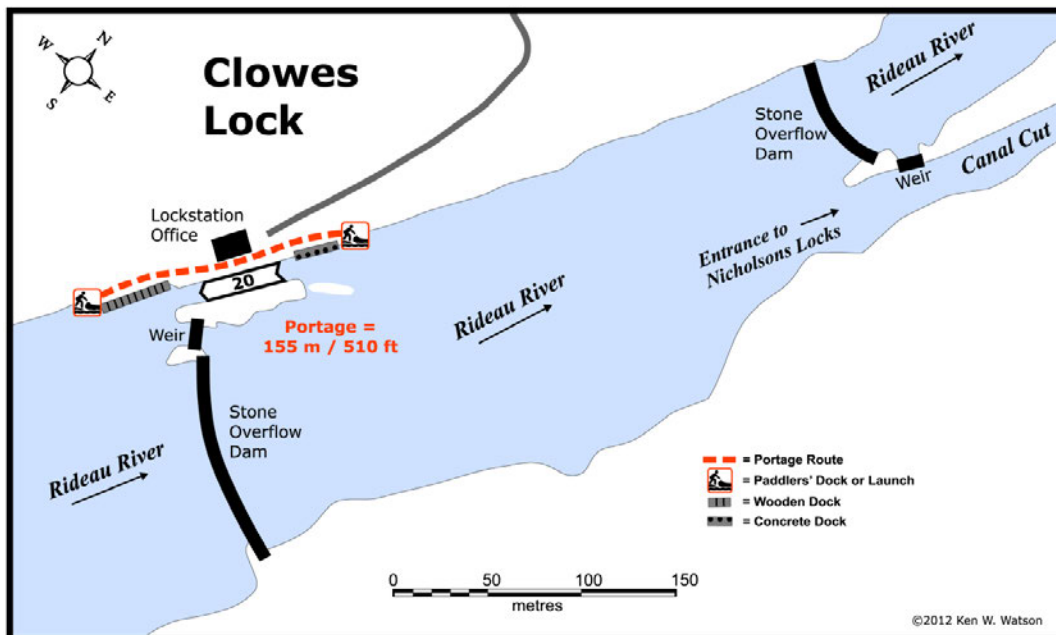 W
N
S
E
Clowes
Lock
Lockstation
Office
20
Weir
Portage =
155 m / 510 ft
Stone
Overflow
Dam
Rideau River
Rideau River
Rideau River
Stone
Overflow
Dam
Weir
Canal Cut
Entrance to
Nicholsons Locks
= Portage Route
= Paddlers' Dock or Launch
= Wooden Dock
= Concrete Dock
0 50 100 150
metres
©2012 Ken W. Watson